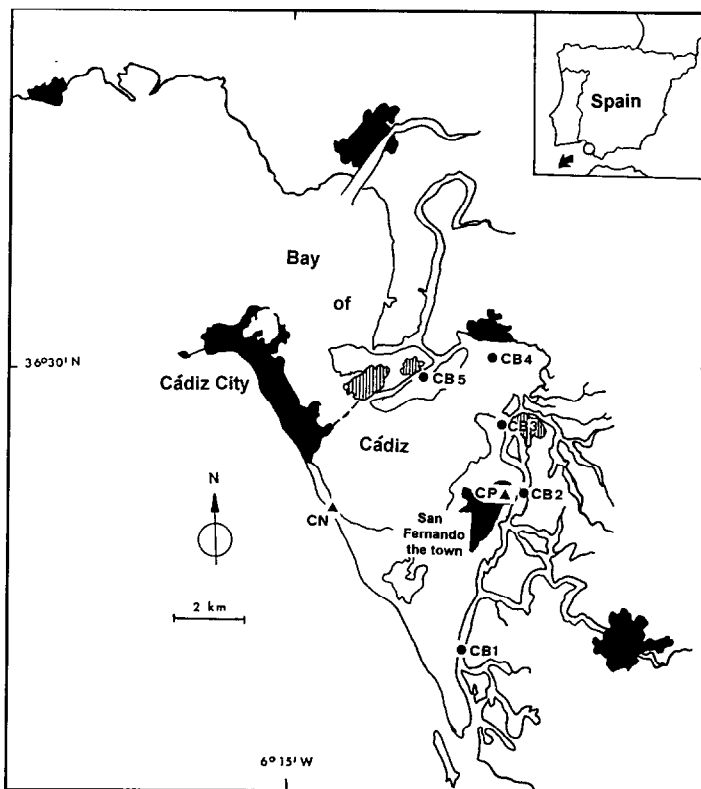 Spain
Bay
of
36°30' N
CB4
Cádiz City
CB5
Cádiz
CB3
N
CP
CB2
CN
San
Fernando
the town
2 km
CB1
6°15' W